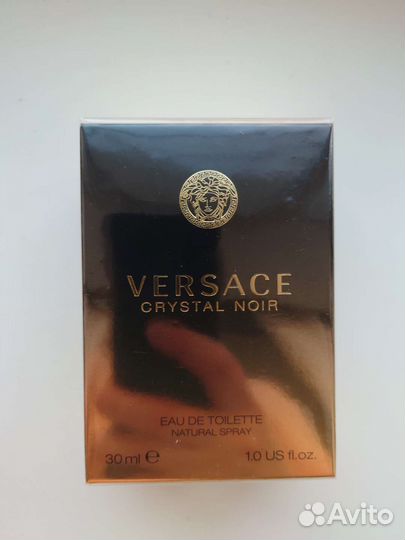 VERSACE
CRYSTAL NOIR
EAU DE TOILETTE
NATURAL SPRAY
30 ml ℮ 1.0 US fl.oz.
Avito